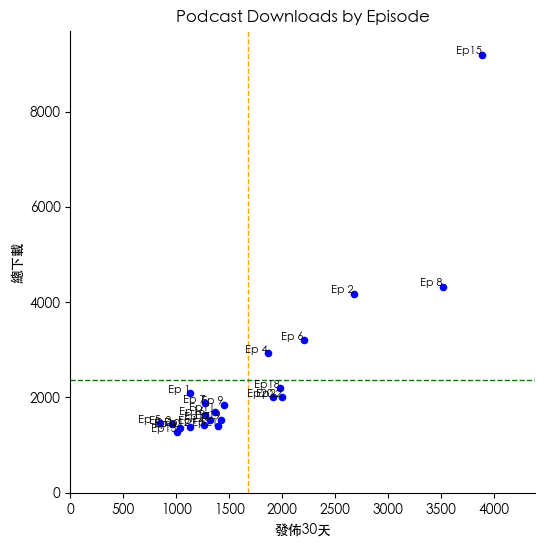 Podcast Downloads by Episode
Ep15
8000
6000
總下載
Ep 2
Ep 8
4000
Ep 6
Ep 4
Ep18
2000
Ep 1
Ep 7
Ep 9
0
0 500 1000 1500 2000 2500 3000 3500 4000
發佈30天